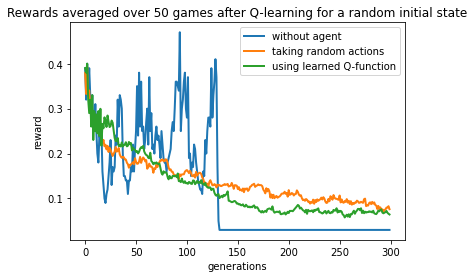 Rewards averaged over 50 games after Q-learning for a random initial state
without agent
taking random actions
using learned Q-function
reward
0.4
0.3
0.2
0.1
0 50 100 150 200 250 300
generations